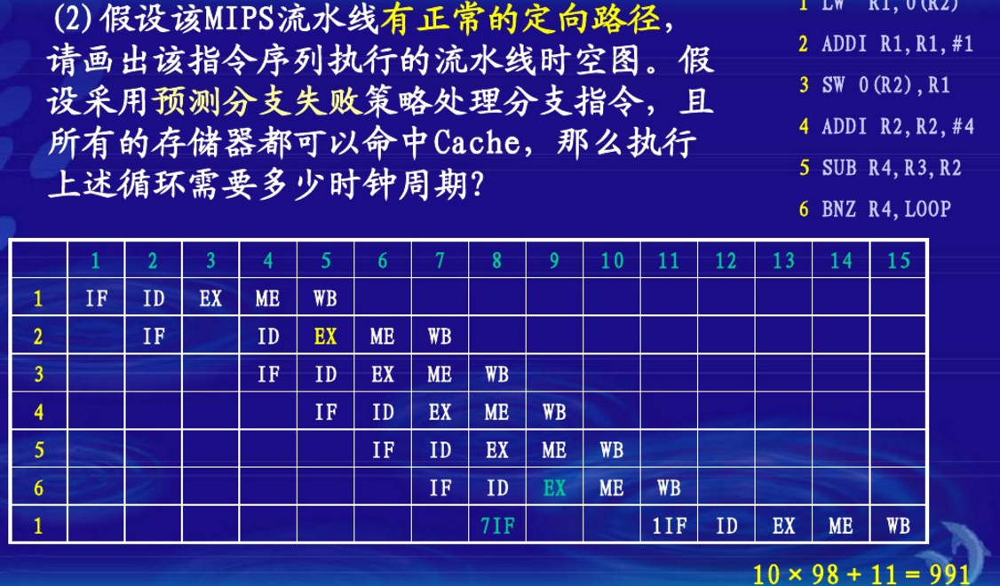 (2)假设该MIPS流水线有正常的定向路径，
请画出该指令序列执行的流水线时空图。假
设采用预测分支失败策略处理分支指令，且
所有的存储器都可以命中Cache，那么执行
上述循环需要多少时钟周期？
1 LW R1,0(R2)
2 ADDI R1,R1,#1
3 SW 0(R2),R1
4 ADDI R2,R2,#4
5 SUB R4,R3,R2
6 BNZ R4,LOOP
1 2 3 4 5 6 7 8 9 10 11 12 13 14 15
1 IF ID EX ME WB
2 IF ID EX ME WB
3 IF ID EX ME WB
4 IF ID EX ME WB
5 IF ID EX ME WB
6 IF ID EX ME WB
1 7IF 1IF ID EX ME WB
10×98+11=991